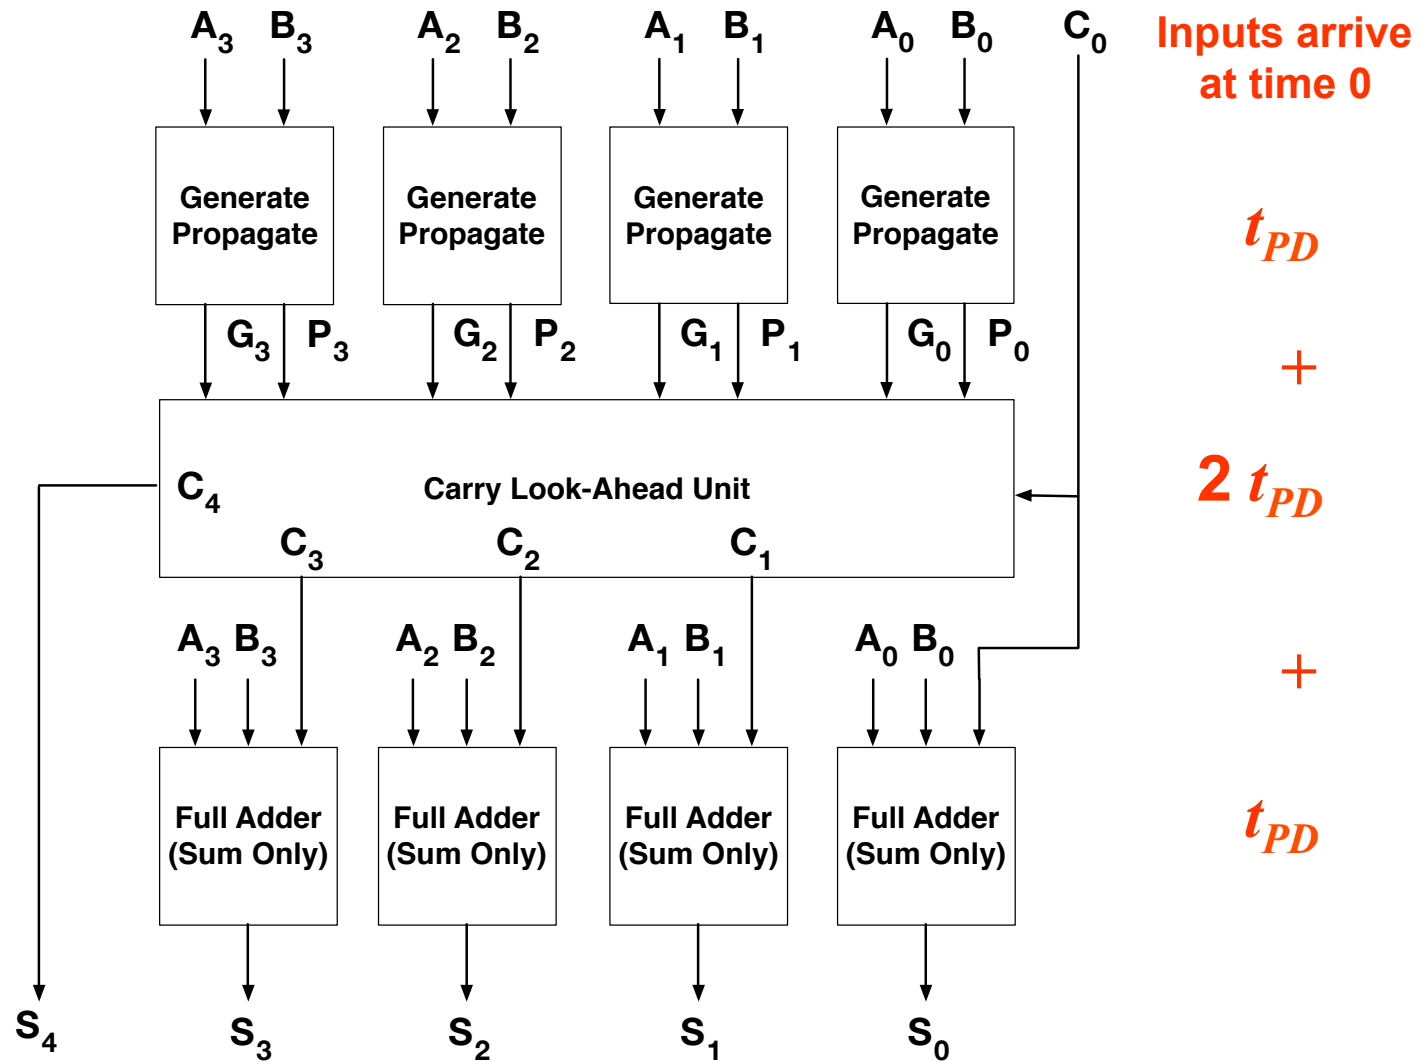 A3 B3 A2 B2 A1 B1 A0 B0 C0 Inputs arrive
at time 0
Generate Generate Generate Generate
Propagate Propagate Propagate Propagate
tPD
G3 P3 G2 P2 G1 P1 G0 P0
+
C4 Carry Look-Ahead Unit 2 tPD
C3 C2 C1
A3 B3 A2 B2 A1 B1 A0 B0
+
Full Adder Full Adder Full Adder Full Adder
(Sum Only) (Sum Only) (Sum Only) (Sum Only)
tPD
S4 S3 S2 S1 S0